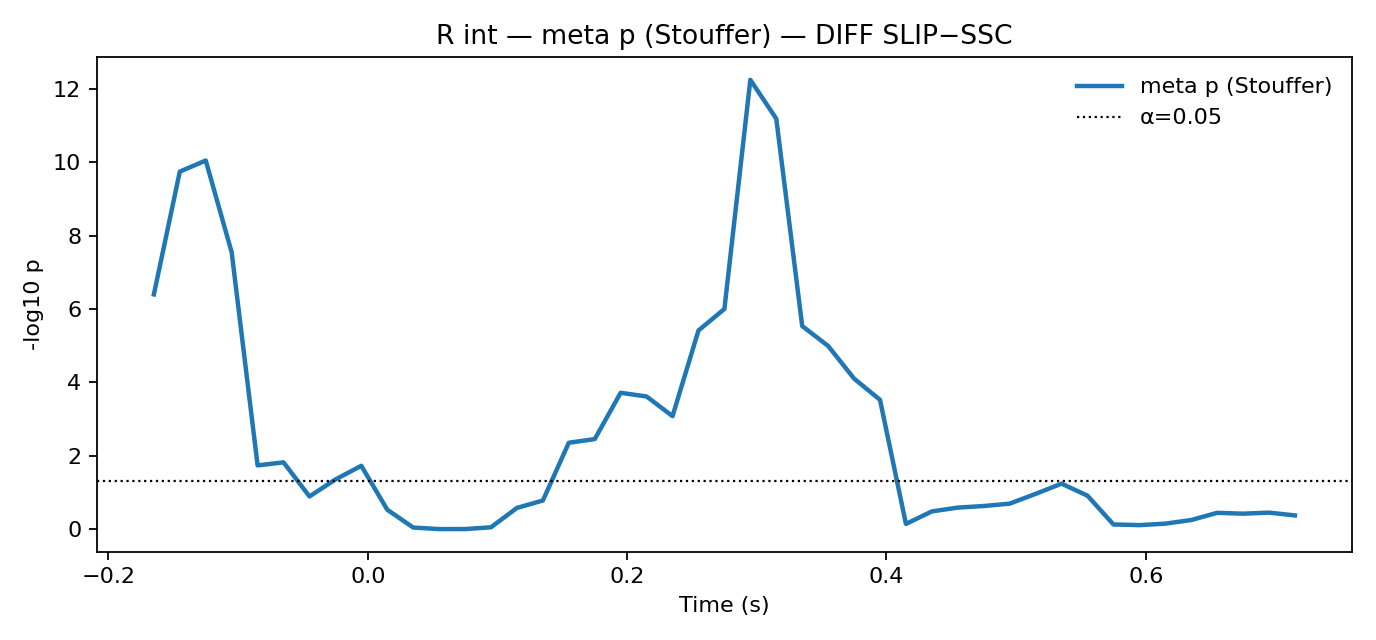 R int — meta p (Stouffer) — DIFF SLIP−SSC
meta p (Stouffer)
α=0.05
-log10 p
12
10
8
6
4
2
0
−0.2
0.0
0.2
0.4
0.6
Time (s)